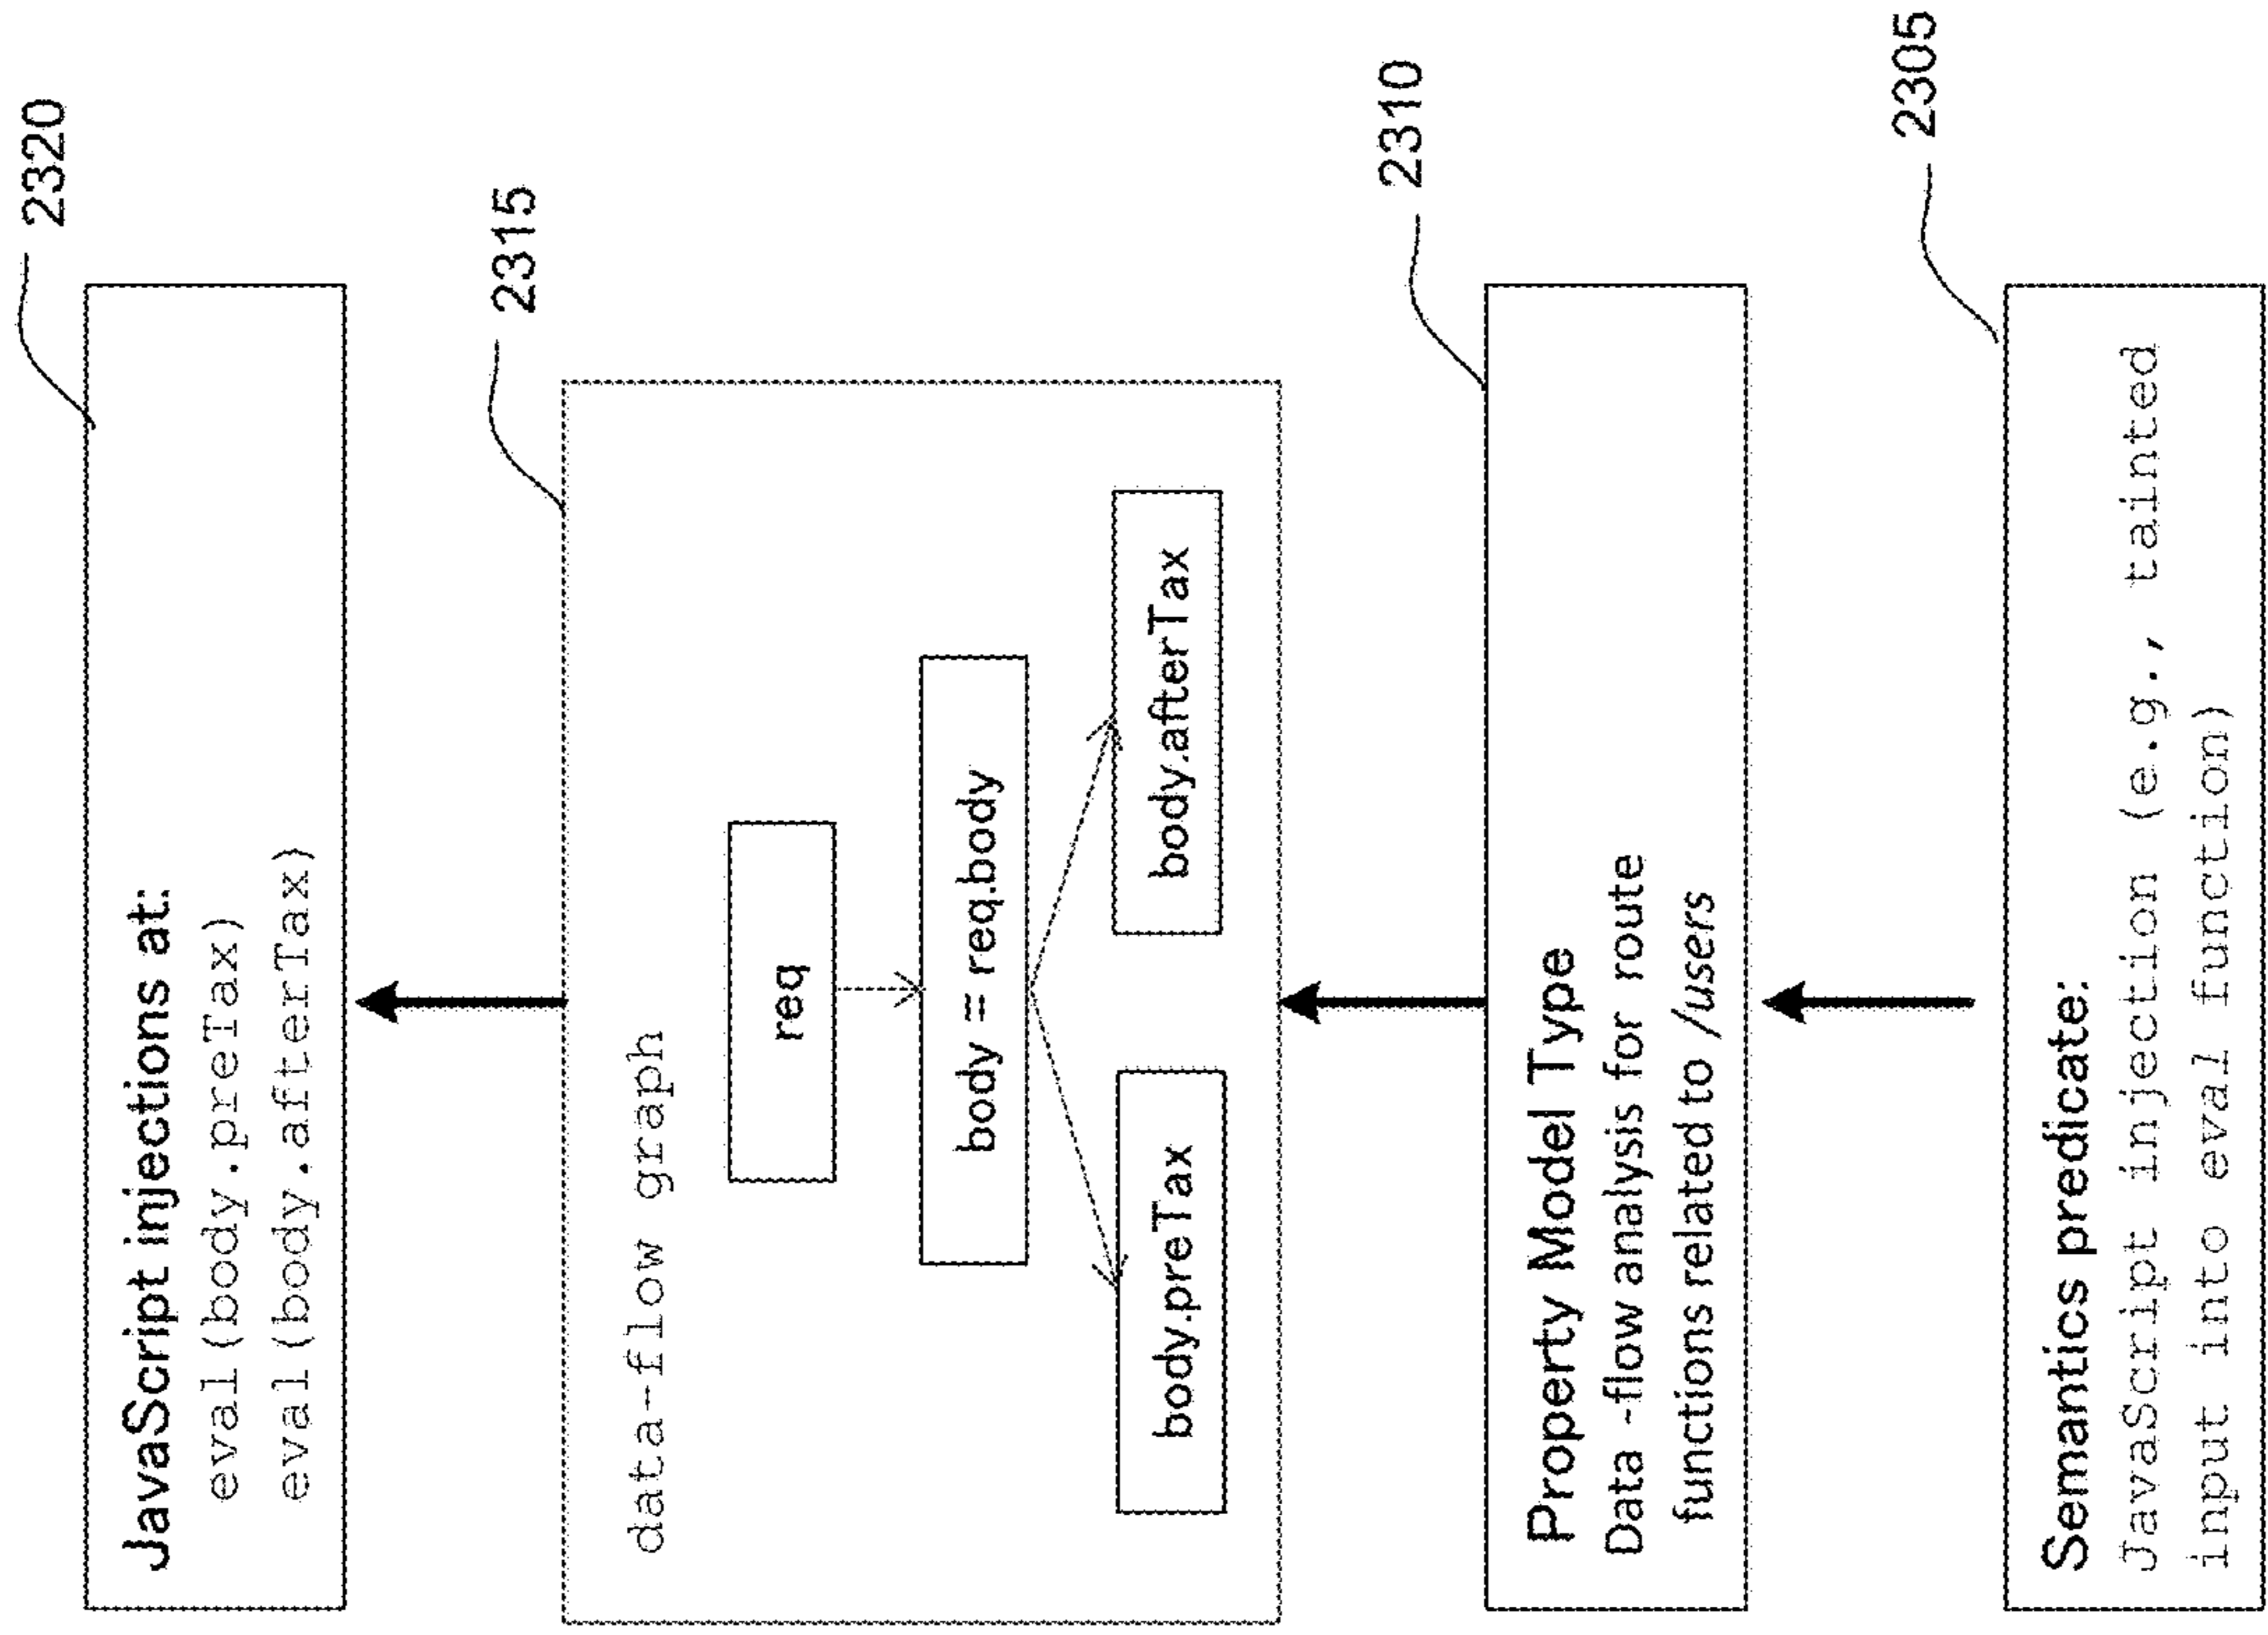 2320
JavaScript injections at:
eval(body.preTax)
eval(body.afterTax)
2315
data-flow graph
req
body = req.body
body.preTax
body.afterTax
2310
Property Model Type
Data -flow analysis for route
functions related to /users
2305
Semantics predicate:
JavaScript injection (e.g., tainted
input into eval function)